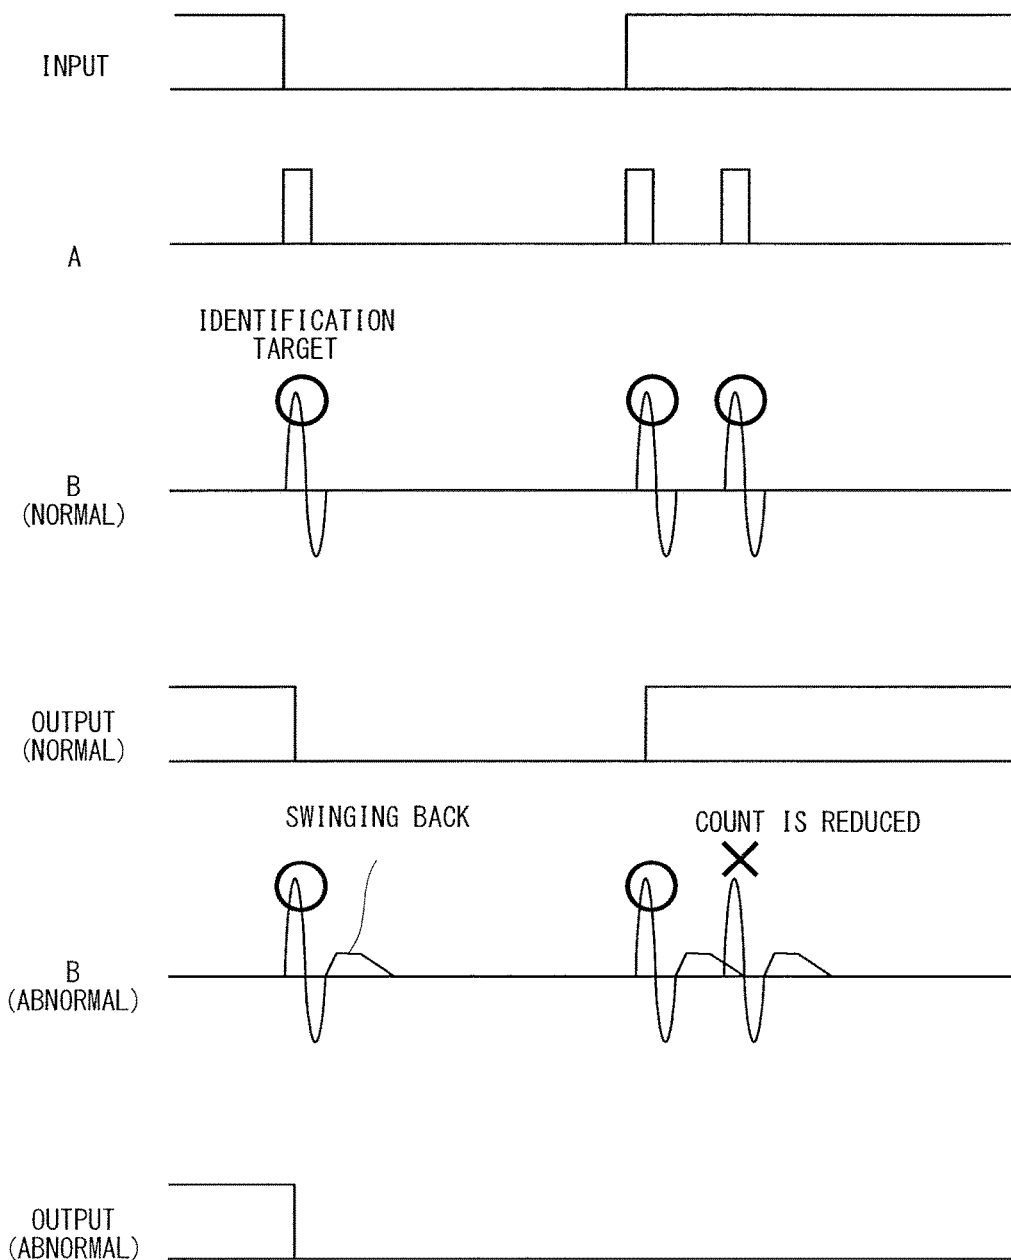 INPUT
A
IDENTIFICATION
TARGET
B
(NORMAL)
OUTPUT
(NORMAL)
SWINGING BACK
COUNT IS REDUCED
B
(ABNORMAL)
OUTPUT
(ABNORMAL)